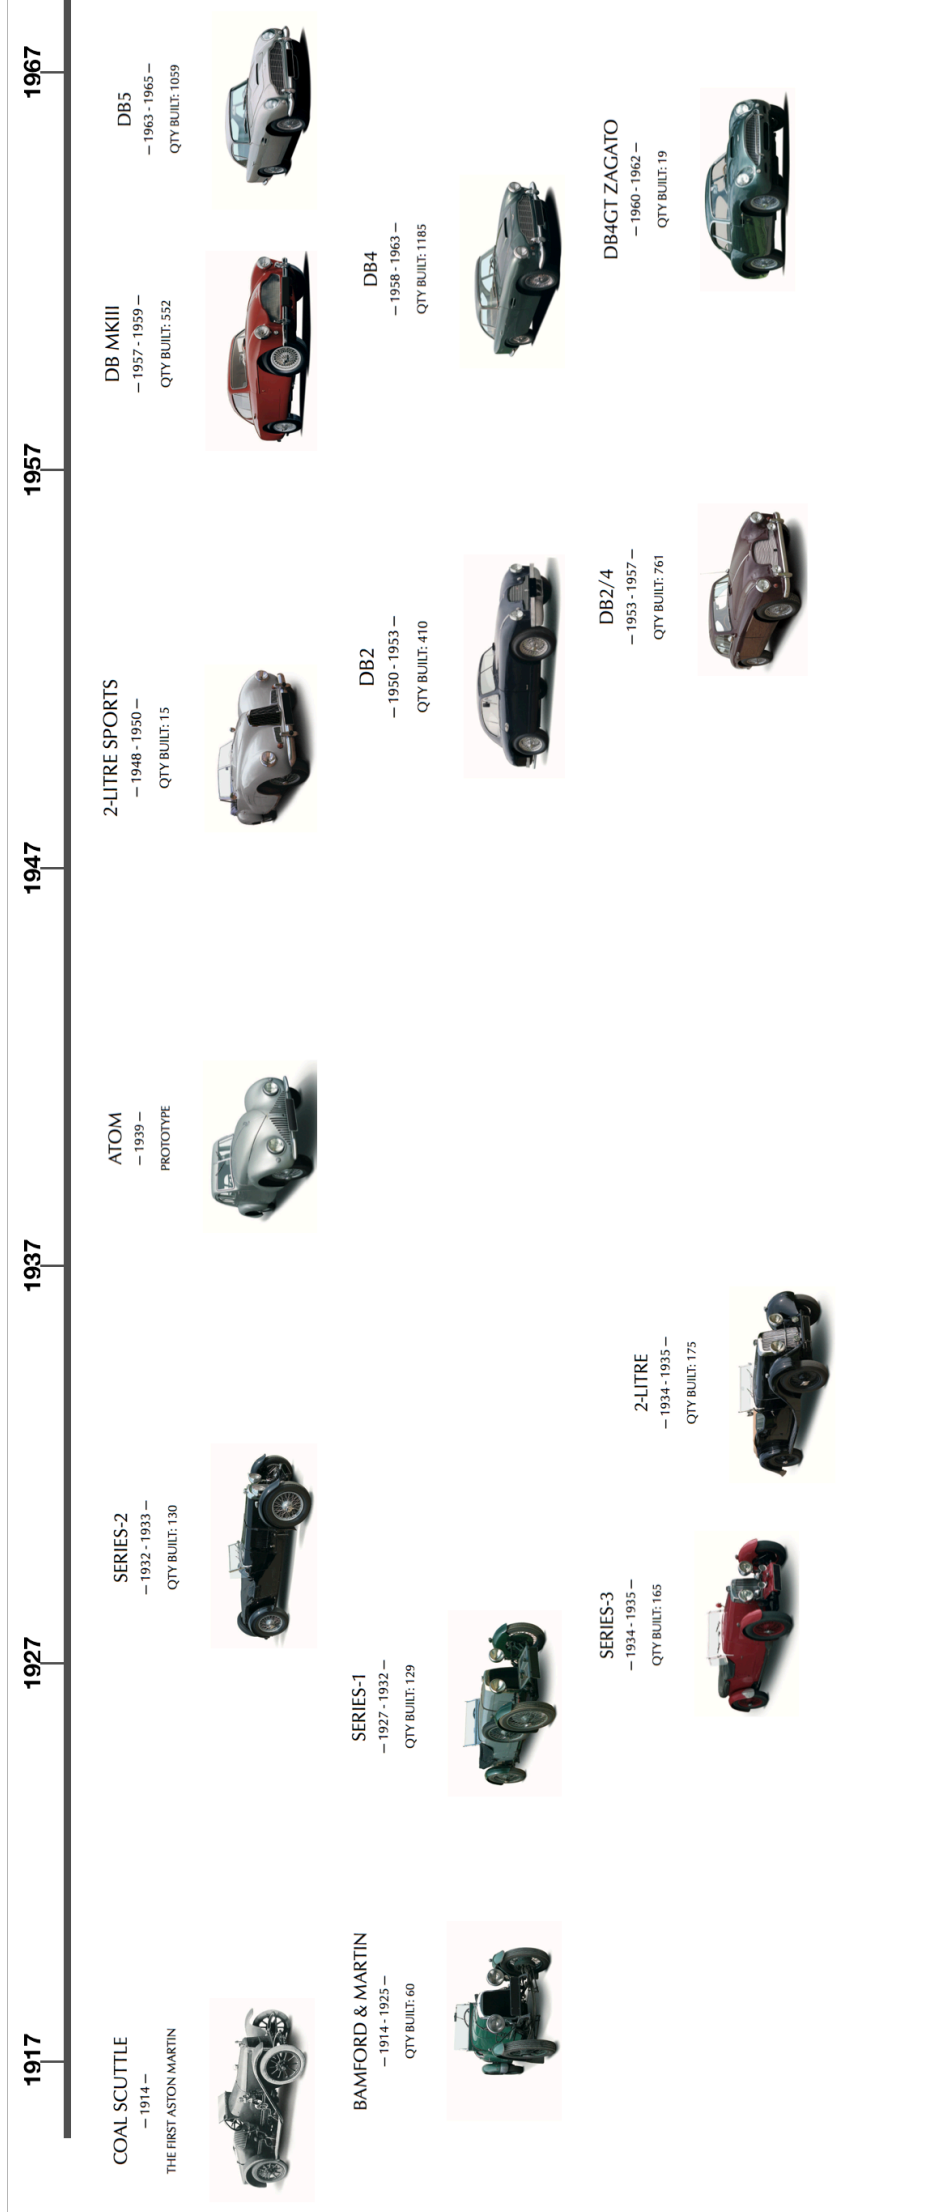 1917
1927
1937
1947
1957
1967
COAL SCUTTLE
– 1914 –
THE FIRST ASTON MARTIN
SERIES-2
– 1932 - 1933 –
QTY BUILT: 130
ATOM
– 1939 –
PROTOTYPE
2-LITRE SPORTS
– 1948 - 1950 –
QTY BUILT: 15
DB MKIII
– 1957 - 1959 –
QTY BUILT: 552
DB5
– 1963 - 1965 –
QTY BUILT: 1059
BAMFORD & MARTIN
– 1914 - 1925 –
QTY BUILT: 60
SERIES-1
– 1927 - 1932 –
QTY BUILT: 129
DB2
– 1950 - 1953 –
QTY BUILT: 410
DB4
– 1958 - 1963 –
QTY BUILT: 1185
SERIES-3
– 1934 - 1935 –
QTY BUILT: 165
2-LITRE
– 1934 - 1935 –
QTY BUILT: 175
DB2/4
– 1953 - 1957 –
QTY BUILT: 761
DB4GT ZAGATO
– 1960 - 1962 –
QTY BUILT: 19